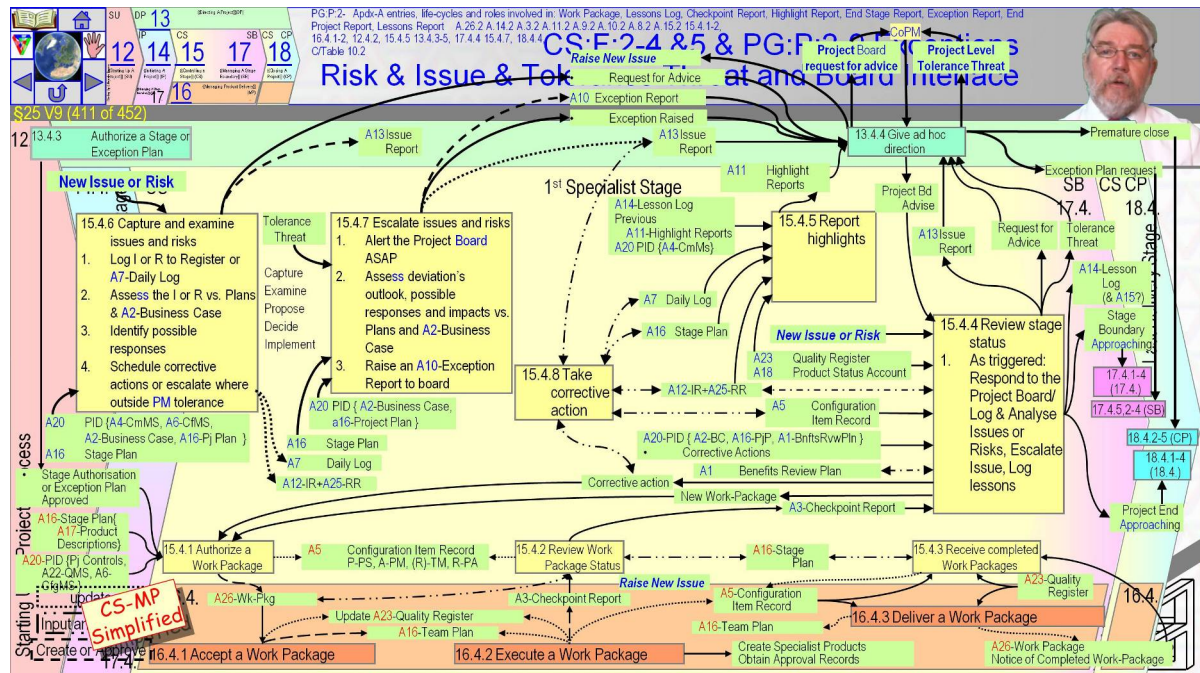 SU
DP 13
IP
CS
SB
CS CP
12
14
15
17
18
17
16
PG:P:2- Apdx-A entries, life-cycles and roles involved in: Work Package, Lessons Log, Checkpoint Report, Highlight Report, End Stage Report, Exception Report, End
Project Report, Lessons Report A.26.2 A.14.2 A.3.2 A.11.2 A.9.2 A.10.2 A.8.2 A.15.2 15.4.1-2,
16.4.1-2, 12.4.2, 15.4.5 13.4.3-5, 17.4.4 15.4.7, 18.4.4
C/Table 10.2
CS:E:2-4 &5 & PG:P:
Risk & Issue & To
Threat and Board Interface
§25 V9 (411 of 452)
CoPM
Project Board
request for advice
Project Level
Tolerance Threat
Raise New Issue
Request for Advice
A10 Exception Report
Exception Raised
12
13.4.3 Authorize a Stage or
Exception Plan
A13 Issue
Report
A13 Issue
Report
13.4.4 Give ad hoc
direction
Premature close
Exception Plan request
New Issue or Risk
1st Specialist Stage
A11 Highlight
Reports
Project Bd
Advise
SB
17.4.
CS CP
18.4.
15.4.6 Capture and examine
issues and risks
1. Log I or R to Register or
A7-Daily Log
2. Assess the I or R vs. Plans
& A2-Business Case
3. Identify possible
responses
4. Schedule corrective
actions or escalate where
outside PM tolerance
Tolerance
Threat
Capture
Examine
Propose
Decide
Implement
15.4.7 Escalate issues and risks
1. Alert the Project Board
ASAP
2. Assess deviation's
outlook, possible
responses and impacts vs.
Plans and A2-Business
Case
3. Raise an A10-Exception
Report to board
A14-Lesson Log
Previous
A11-Highlight Reports
A20 PID {A4-CmMs}
15.4.5 Report
highlights
A13 Issue
Report
Request for
Advice
Tolerance
Threat
A14-Lesson
Log
(& A15?)
A7 Daily Log
A16 Stage Plan
New Issue or Risk
Stage
Boundary
Approaching
15.4.4 Review stage
status
1. As triggered:
Respond to the
Project Board/
Log & Analyse
Issues or
Risks, Escalate
Issue, Log
lessons
A23 Quality Register
A18 Product Status Account
15.4.8 Take
corrective
action
A12-IR+A25-RR
A5 Configuration
Item Record
17.4.1-4
(17.4.)
17.4.5,2-4 (SB)
18.4.2-5 (CP)
18.4.1-4
(18.4.)
A20 PID {A4-CmMS, A6-CfMS,
A2-Business Case, A16-Pj Plan }
A16 Stage Plan
A20 PID { A2-Business Case,
a16-Project Plan }
A16 Stage Plan
A7 Daily Log
A12-IR+A25-RR
A20-PID { A2-BC, A16-PjP, A1-BnftsRvwPln }
• Corrective Actions
A1 Benefits Review Plan
Corrective action
New Work-Package
A3-Checkpoint Report
Project End
Approaching
Stage Authorisation
or Exception Plan
Approved
A16-Stage Plan{
A17-Product
Descriptions}
A20-PID {Pj Controls,
A22-QMS, A6-
CfgMS}
15.4.1 Authorize a
Work Package
A5 Configuration Item Record
P-PS, A-PM, (R)-TM, R-PA
15.4.2 Review Work
Package Status
A16-Stage
Plan
15.4.3 Receive completed
Work Packages
Raise New Issue
A23-Quality
Register
16.4.
Starting
Project
cess
update
Input
Create or Approve
17.4.
CS-MP
Simplified
A26-Wk-Pkg
A3-Checkpoint Report
A5-Configuration
Item Record
Update A23-Quality Register
A16-Team Plan
A16-Team Plan
16.4.3 Deliver a Work Package
16.4.1 Accept a Work Package
16.4.2 Execute a Work Package
Create Specialist Products
Obtain Approval Records
A26-Work Package
Notice of Completed Work-Package